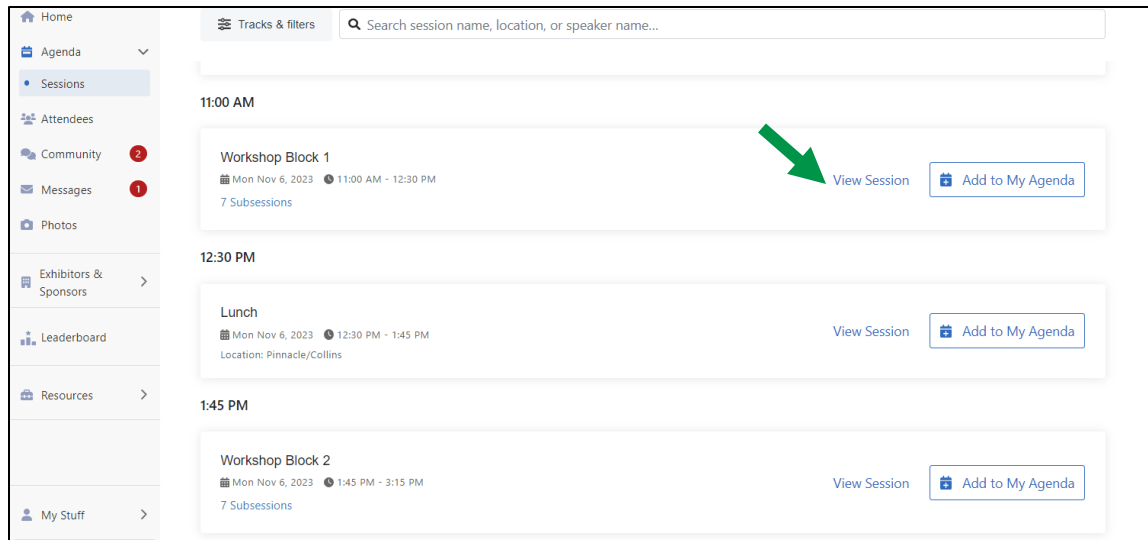 Home
Agenda
Sessions
Attendees
Community 2
Messages 1
Photos
Exhibitors &
Sponsors
Leaderboard
Resources
My Stuff
Tracks & filters
Search session name, location, or speaker name...
11:00 AM
Workshop Block 1
Mon Nov 6, 2023 11:00 AM - 12:30 PM
7 Subsessions
View Session
Add to My Agenda
12:30 PM
Lunch
Mon Nov 6, 2023 12:30 PM - 1:45 PM
Location: Pinnacle/Collins
View Session
Add to My Agenda
1:45 PM
Workshop Block 2
Mon Nov 6, 2023 1:45 PM - 3:15 PM
7 Subsessions
View Session
Add to My Agenda